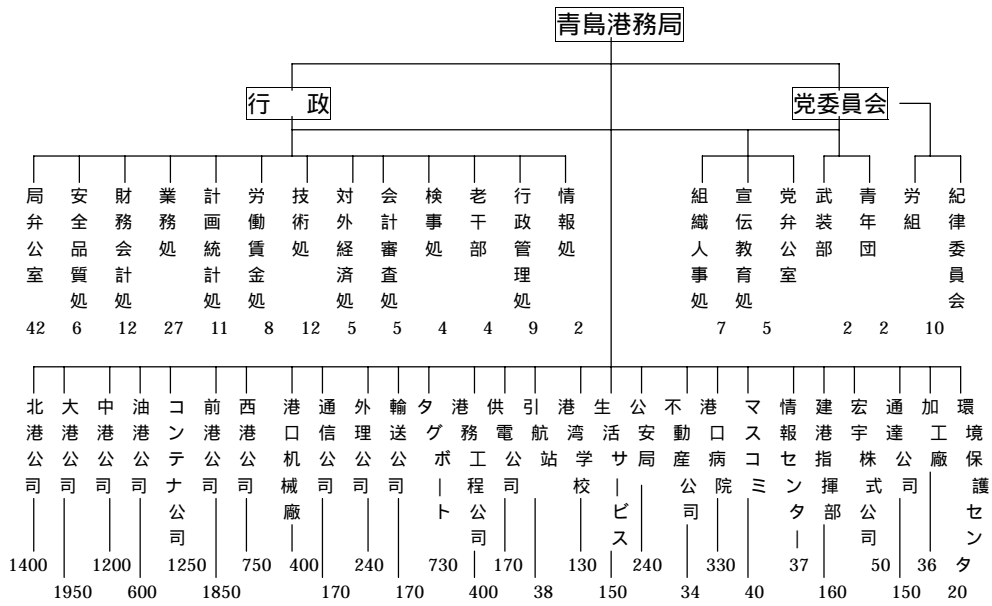 青島港務局
行 政
党委員会
局弁公室
安全品質処
財務会計処
業務処
計画統計処
労働賃金処
技術処
対外経済処
会計審査処
検事処
老干部
行政管理処
情報処
組織人事処
宣伝教育処
党弁公室
武装部
青年団
労組
紀律委員会
42 6 12 27 11 8 12 5 5 4 4 9 2 7 5 2 2 10
北港公司
大港公司
中港公司
油港公司
コンテナ公司
前港公司
西港公司
港口机械廠
通信公司
外理公司
輸送公司
タグボート
港務工程公司
供電公司
引航站
港湾学校
生活サービス
公安局
不動産公司
港口病院
マスコミ
情報センター
建港指揮部
宏宇株式公司
通達公司
加工廠
環境保護センタ
1400 1200 1250 750 400 240 730 170 130 240 330 37 50 36
1950 600 1850 170 170 400 38 150 34 40 160 150 20